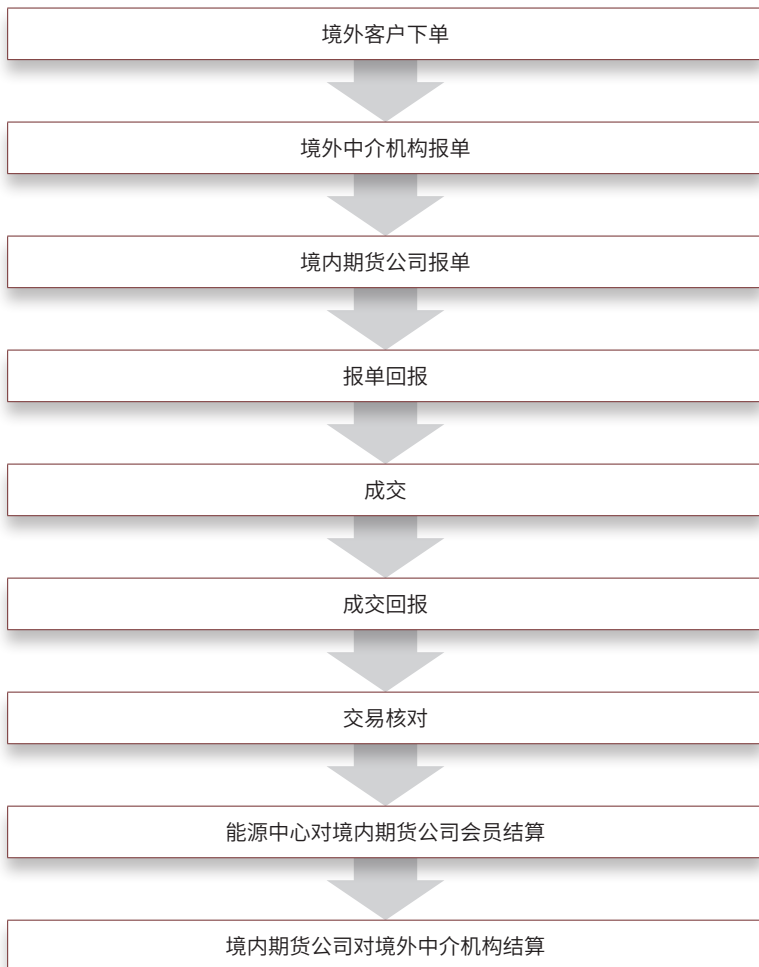 境外客户下单
境外中介机构报单
境内期货公司报单
报单回报
成交
成交回报
交易核对
能源中心对境内期货公司会员结算
境内期货公司对境外中介机构结算